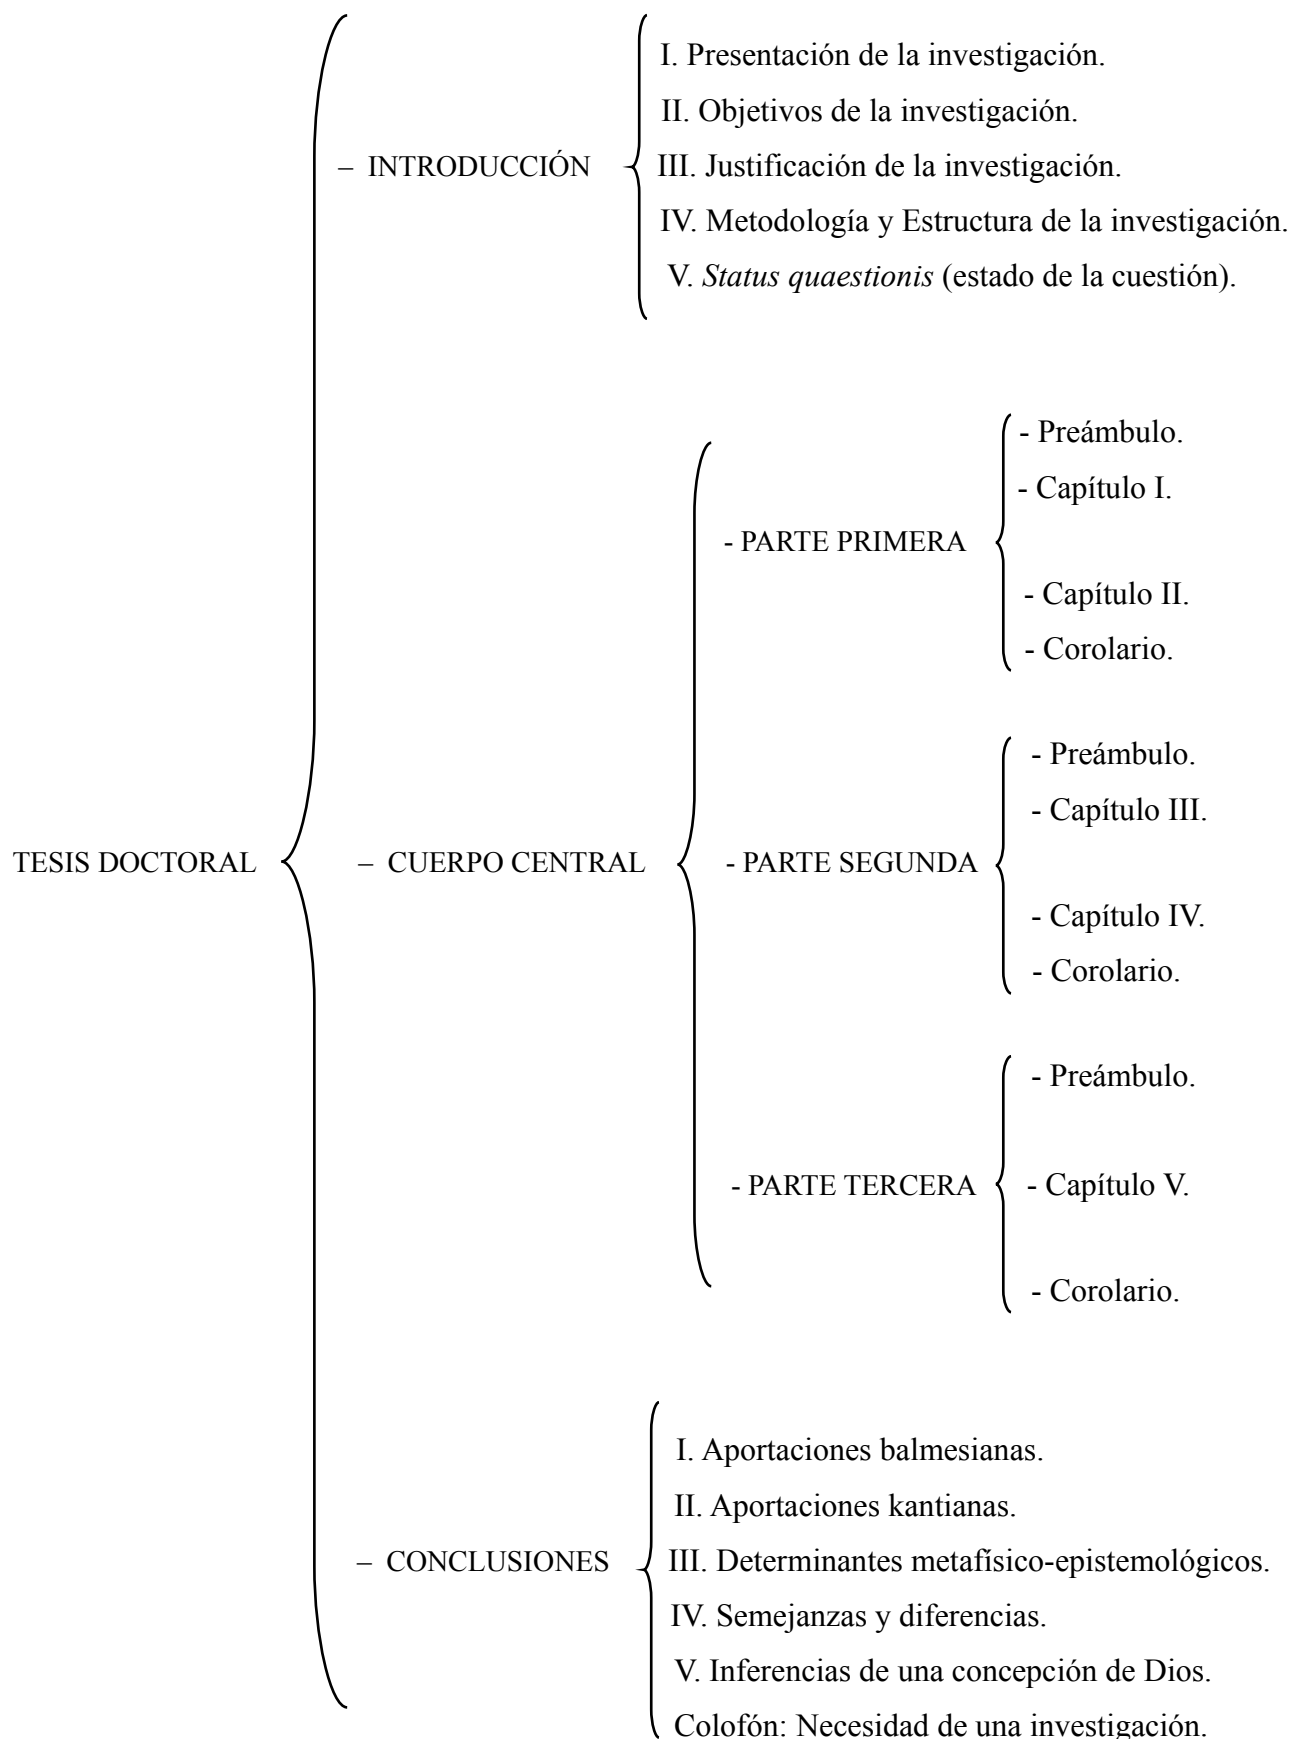 TESIS DOCTORAL
– INTRODUCCIÓN
I. Presentación de la investigación.
II. Objetivos de la investigación.
III. Justificación de la investigación.
IV. Metodología y Estructura de la investigación.
V. Status quaestionis (estado de la cuestión).
– CUERPO CENTRAL
- PARTE PRIMERA
- Preámbulo.
- Capítulo I.
- Capítulo II.
- Corolario.
- PARTE SEGUNDA
- Preámbulo.
- Capítulo III.
- Capítulo IV.
- Corolario.
- PARTE TERCERA
- Preámbulo.
- Capítulo V.
- Corolario.
– CONCLUSIONES
I. Aportaciones balmesianas.
II. Aportaciones kantianas.
III. Determinantes metafísico-epistemológicos.
IV. Semejanzas y diferencias.
V. Inferencias de una concepción de Dios.
Colofón: Necesidad de una investigación.